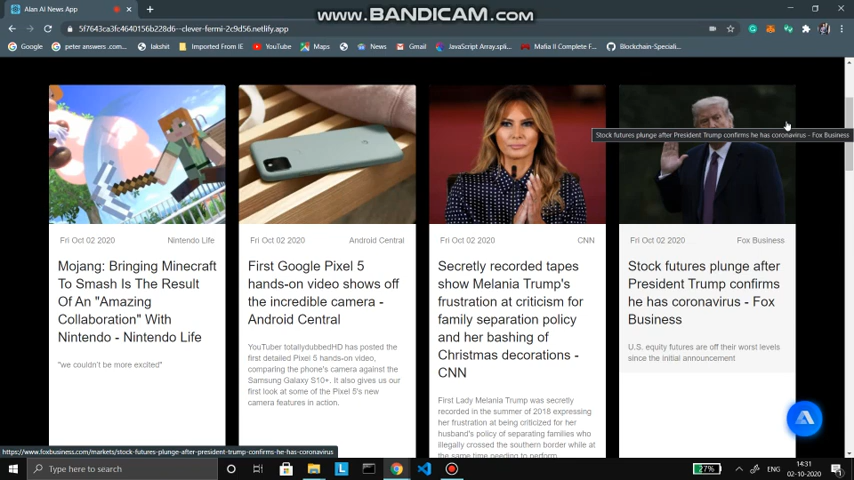 www.BANDICAM.com
Alan AI News App
5f7643ca3fc4640156b228d6--clever-fermi-2c9d56.netlify.app
Google
peter answers .com...
lakshit
Imported From IE
YouTube
Maps
News
Gmail
JavaScript Array.spli...
Mafia II Complete F...
Blockchain-Speciali...
Stock futures plunge after President Trump confirms he has coronavirus - Fox Business
Fri Oct 02 2020
Nintendo Life
Mojang: Bringing Minecraft
To Smash Is The Result
Of An "Amazing
Collaboration" With
Nintendo - Nintendo Life
"we couldn't be more excited"
Fri Oct 02 2020
Android Central
First Google Pixel 5
hands-on video shows off
the incredible camera -
Android Central
YouTuber totallydubbedHD has posted the
first detailed Pixel 5 hands-on video,
comparing the phone's camera against the
Samsung Galaxy S10+. It also gives us our
first look at some of the Pixel 5's new
camera features in action.
Fri Oct 02 2020
CNN
Secretly recorded tapes
show Melania Trump's
frustration at criticism for
family separation policy
and her bashing of
Christmas decorations -
CNN
First Lady Melania Trump was secretly
recorded in the summer of 2018 expressing
her frustration at being criticized for her
husband's policy of separating families who
illegally crossed the southern border while at
the same time needing to perform
Fri Oct 02 2020
Fox Business
Stock futures plunge after
President Trump confirms
he has coronavirus - Fox
Business
U.S. equity futures are off their worst levels
since the initial announcement
https://www.foxbusiness.com/markets/stock-futures-plunge-after-president-trump-confirms-he-has-coronavirus
Type here to search
27%
ENG
14:31
02-10-2020